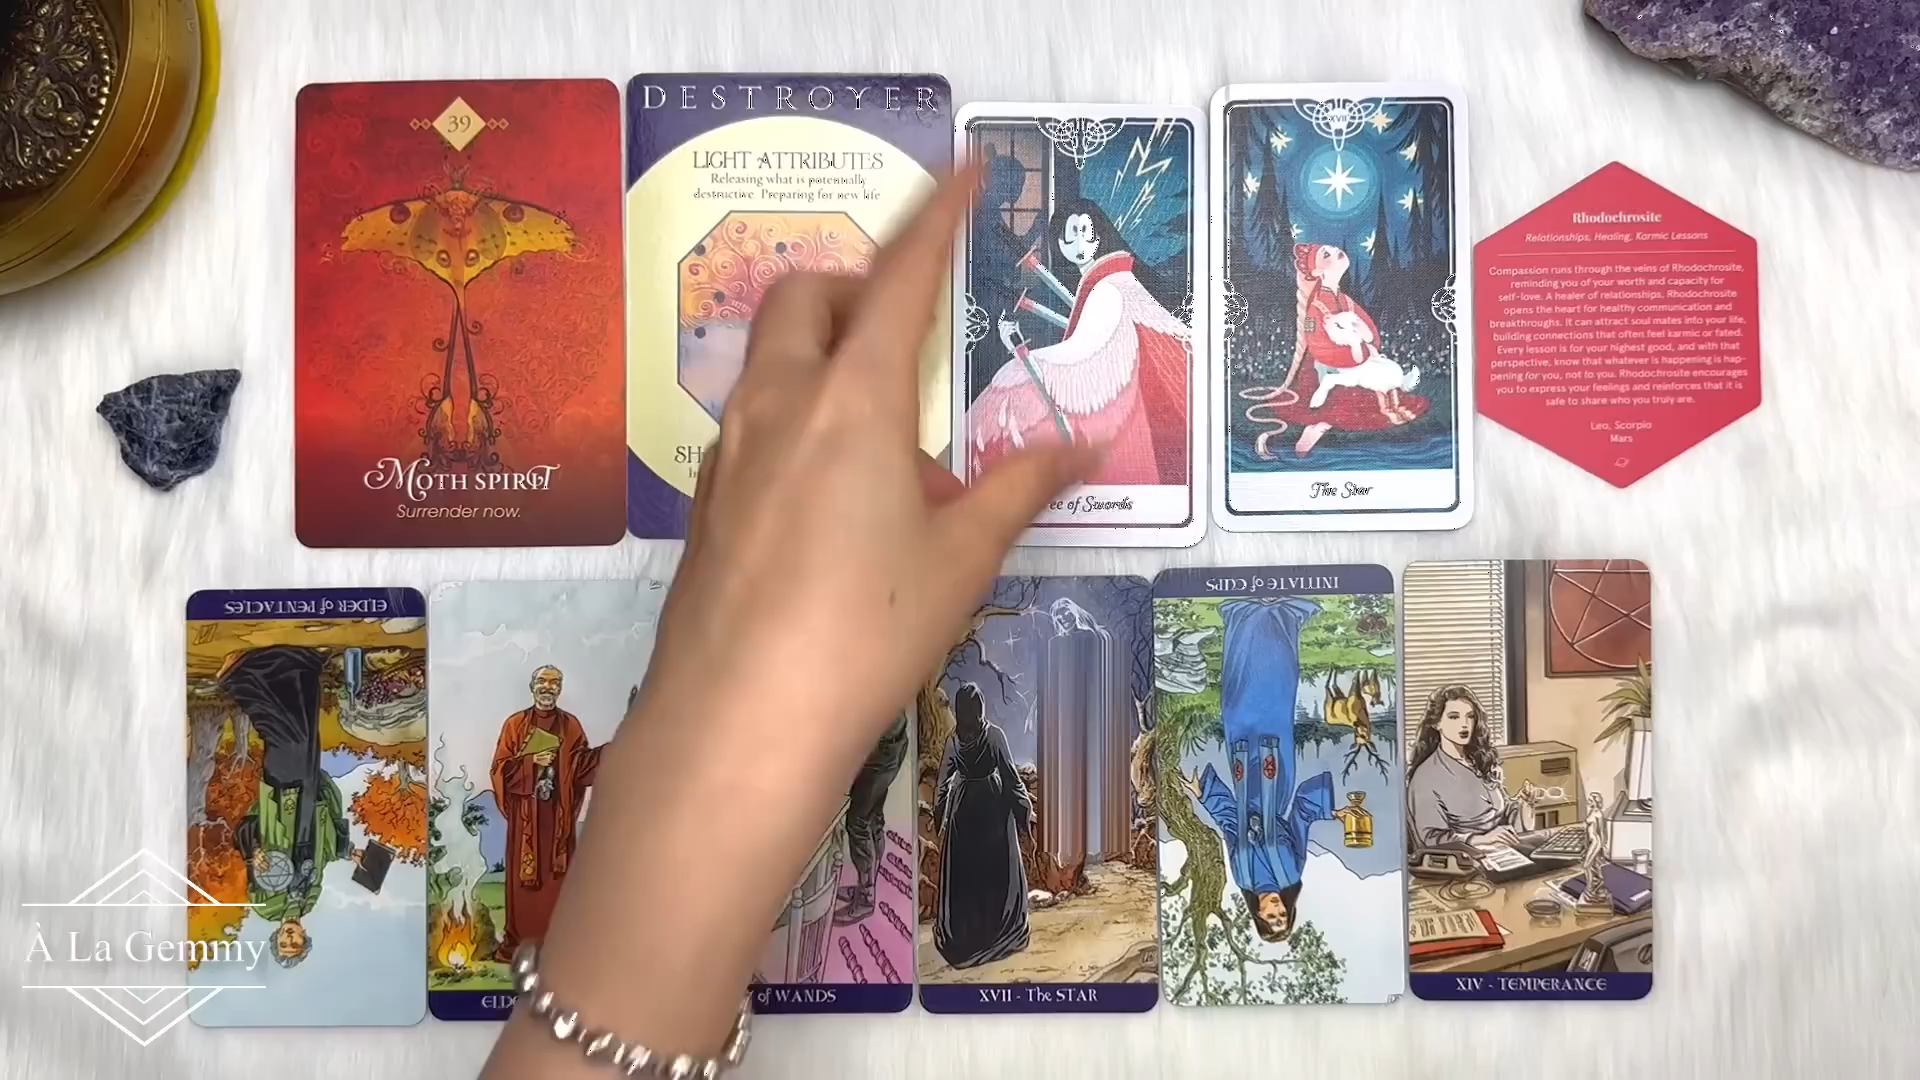 39
Moth Spirit
Surrender now.
DESTROYER
LIGHT ATTRIBUTES
Releasing what is potentially
destructive. Preparing for new life
SH
of Swords
XVII
The Star
Rhodochrosite
Relationships, Healing, Karmic Lessons
Compassion runs through the veins of Rhodochrosite,
reminding you of your worth and capacity for
self-love. A healer of relationships, Rhodochrosite
opens the heart for healthy communication and
breakthroughs. It can attract soul mates into your life,
building connections that often feel karmic or fated.
Every lesson is for your highest good, and with that
perspective, know that whatever is happening is hap-
pening for you, not to you. Rhodochrosite encourages
you to express your feelings and reinforces that it is
safe to share who you truly are.
Leo, Scorpio
Mars
ELDER of PENTACLES
ELDE
of WANDS
XVII - The STAR
INITIATE of CUPS
XIV - TEMPERANCE
À La Gemmy